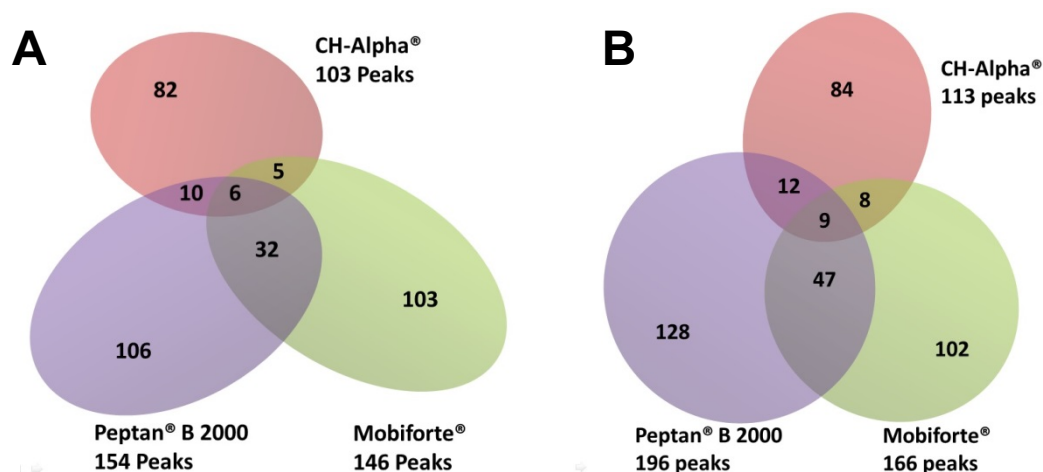 A
CH-Alpha®
103 Peaks
82
5
10
6
32
103
106
Peptan® B 2000
154 Peaks
Mobiforte®
146 Peaks
B
CH-Alpha®
113 peaks
84
12
8
9
47
128
102
Peptan® B 2000
196 peaks
Mobiforte®
166 peaks